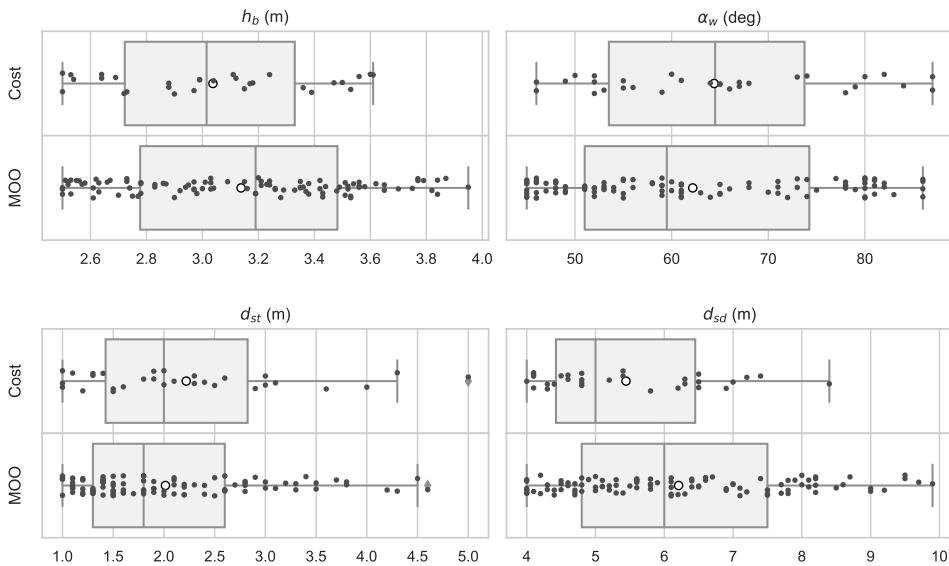 h_b (m)
α_w (deg)
Cost
MOO
2.6 2.8 3.0 3.2 3.4 3.6 3.8 4.0
50 60 70 80
d_st (m)
d_sd (m)
Cost
MOO
1.0 1.5 2.0 2.5 3.0 3.5 4.0 4.5 5.0
4 5 6 7 8 9 10